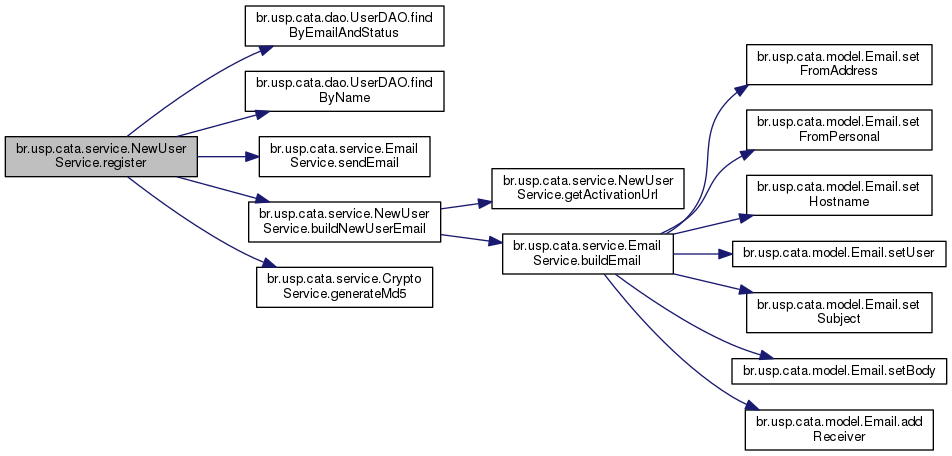 br.usp.cata.service.NewUser
Service.register
br.usp.cata.dao.UserDAO.find
ByEmailAndStatus
br.usp.cata.dao.UserDAO.find
ByName
br.usp.cata.service.Email
Service.sendEmail
br.usp.cata.service.NewUser
Service.buildNewUserEmail
br.usp.cata.service.Crypto
Service.generateMd5
br.usp.cata.service.NewUser
Service.getActivationUrl
br.usp.cata.service.Email
Service.buildEmail
br.usp.cata.model.Email.set
FromAddress
br.usp.cata.model.Email.set
FromPersonal
br.usp.cata.model.Email.set
Hostname
br.usp.cata.model.Email.setUser
br.usp.cata.model.Email.set
Subject
br.usp.cata.model.Email.setBody
br.usp.cata.model.Email.add
Receiver